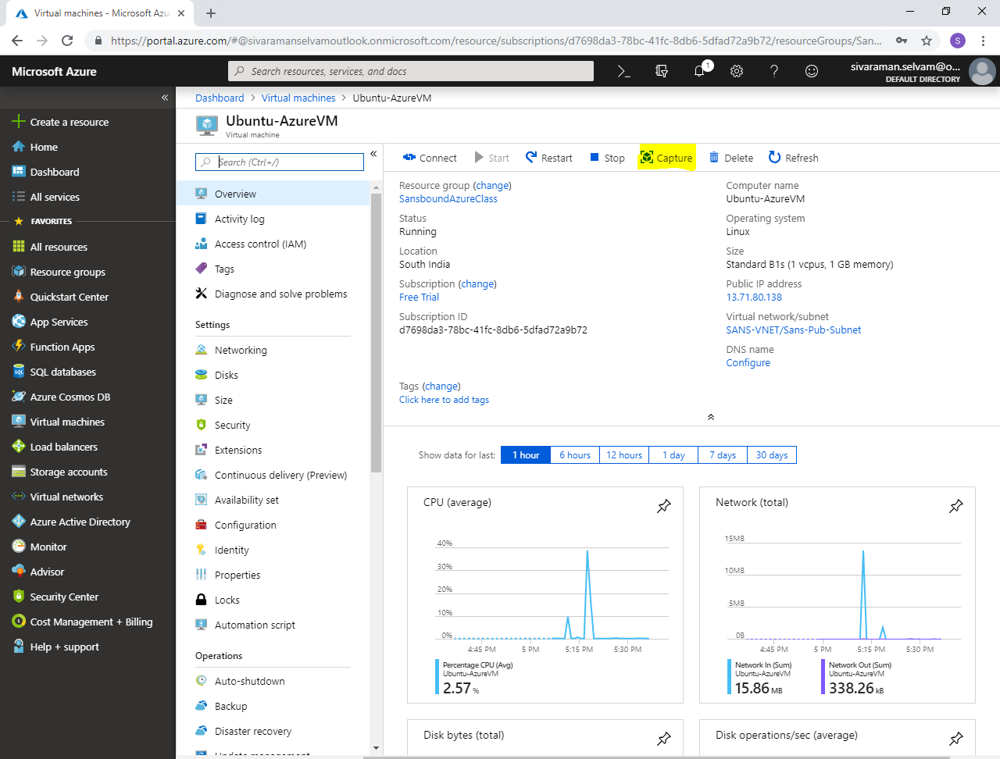 Virtual machines - Microsoft Azu
https://portal.azure.com/#@sivaramanselvamoutlook.onmicrosoft.com/resource/subscriptions/d7698da3-78bc-41fc-8db6-5dfad72a9b72/resourceGroups/San...
S
Microsoft Azure
Search resources, services, and docs
1
sivaraman.selvam@o...
DEFAULT DIRECTORY
Create a resource
Home
Dashboard
All services
FAVORITES
All resources
Resource groups
Quickstart Center
App Services
Function Apps
SQL databases
Azure Cosmos DB
Virtual machines
Load balancers
Storage accounts
Virtual networks
Azure Active Directory
Monitor
Advisor
Security Center
Cost Management + Billing
Help + support
Dashboard > Virtual machines > Ubuntu-AzureVM
Ubuntu-AzureVM
Virtual machine
Search (Ctrl+/)
Overview
Activity log
Access control (IAM)
Tags
Diagnose and solve problems
Settings
Networking
Disks
Size
Security
Extensions
Continuous delivery (Preview)
Availability set
Configuration
Identity
Properties
Locks
Automation script
Operations
Auto-shutdown
Backup
Disaster recovery
Update management
Connect Start Restart Stop Capture Delete Refresh
Resource group (change)
SansboundAzureClass
Status
Running
Location
South India
Subscription (change)
Free Trial
Subscription ID
d7698da3-78bc-41fc-8db6-5dfad72a9b72
Computer name
Ubuntu-AzureVM
Operating system
Linux
Size
Standard B1s (1 vcpus, 1 GB memory)
Public IP address
13.71.80.138
Virtual network/subnet
SANS-VNET/Sans-Pub-Subnet
DNS name
Configure
Tags (change)
Click here to add tags
Show data for last: 1 hour 6 hours 12 hours 1 day 7 days 30 days
CPU (average)
40%
30%
20%
10%
0%
4:45 PM 5 PM 5:15 PM 5:30 PM
Percentage CPU (Avg)
Ubuntu-AzureVM
2.57 %
Network (total)
15MB
10MB
5MB
0B
4:45 PM 5 PM 5:15 PM 5:30 PM
Network In (Sum)
Ubuntu-AzureVM
15.86 MB
Network Out (Sum)
Ubuntu-AzureVM
338.26 kB
Disk bytes (total)
Disk operations/sec (average)